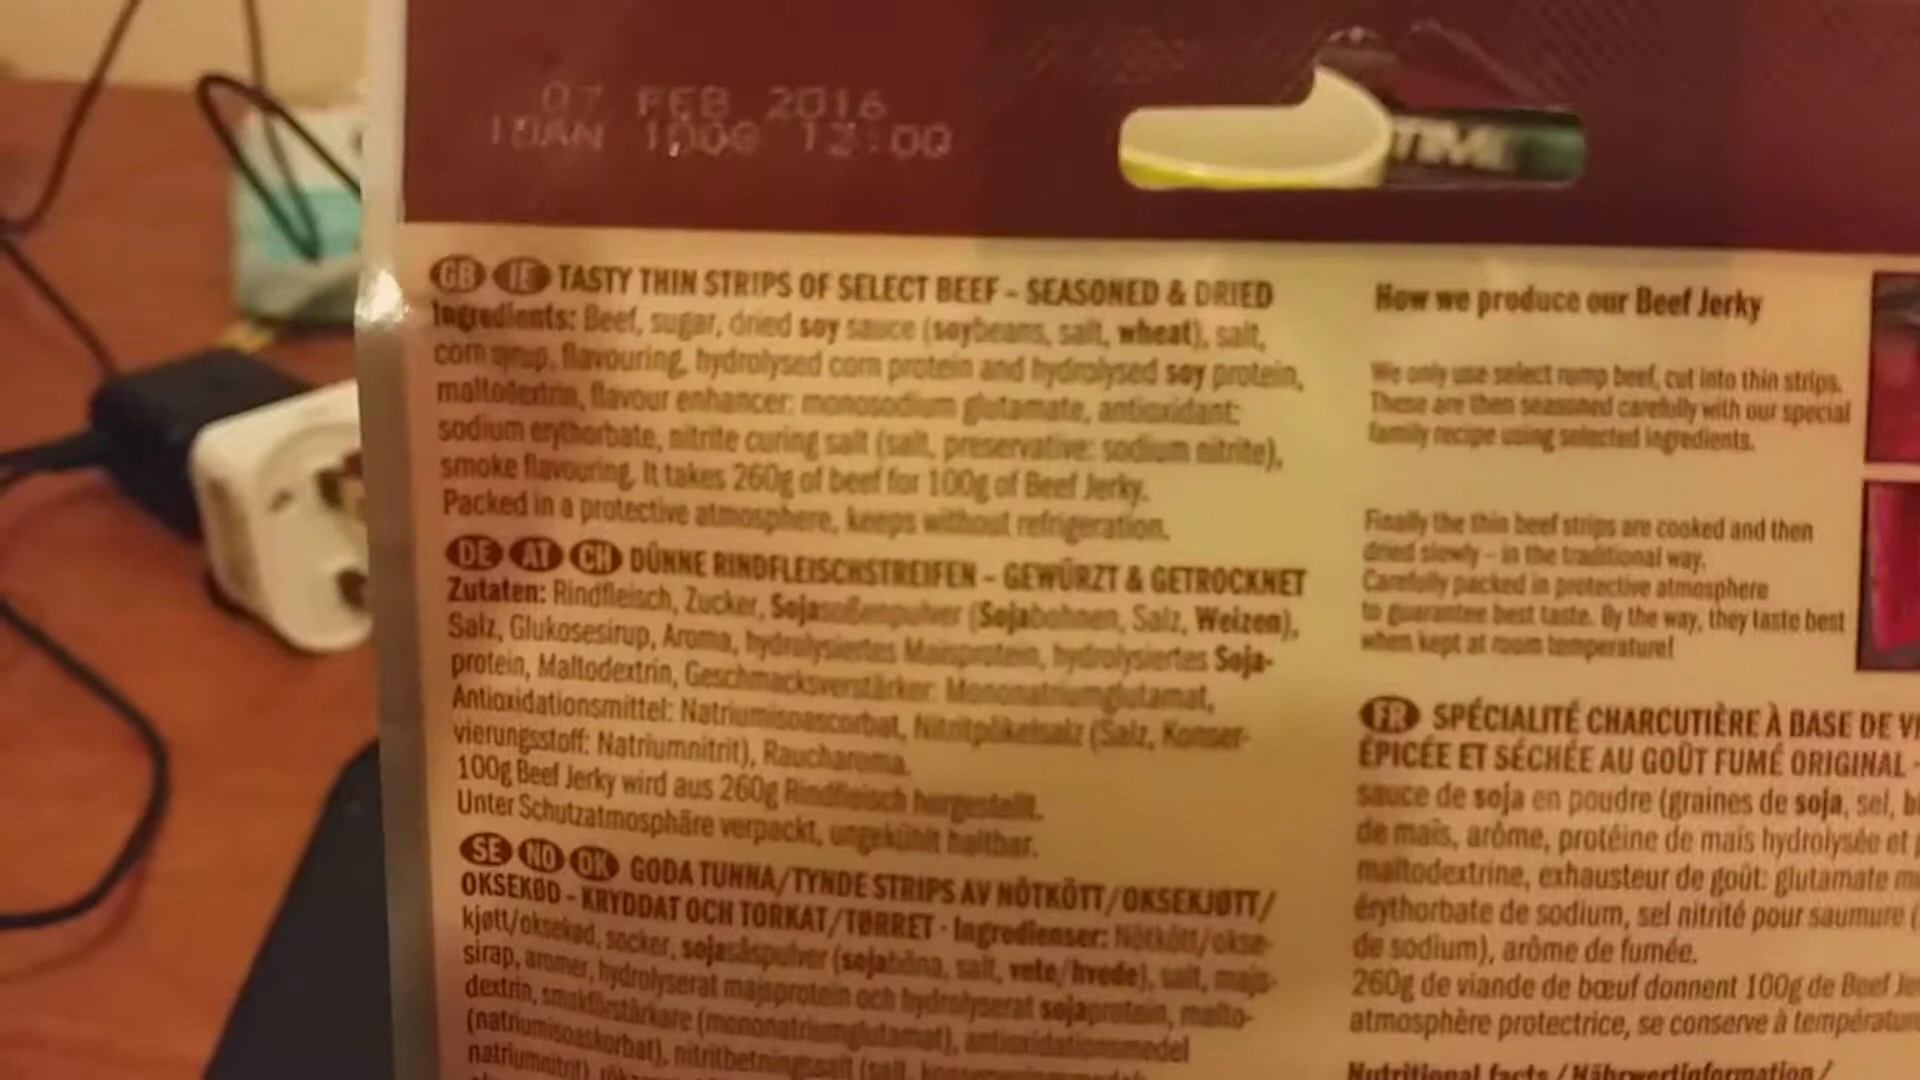 07 FEB 2016
12:00
TIME
GB IE TASTY THIN STRIPS OF SELECT BEEF - SEASONED & DRIED
Ingredients: Beef, sugar, dried soy sauce (soybeans, salt, wheat), salt,
corn syrup, flavouring, hydrolysed corn protein and hydrolysed soy protein,
maltodextrin, flavour enhancer: monosodium glutamate, antioxidant:
sodium erythorbate, nitrite curing salt (salt, preservative: sodium nitrite),
smoke flavouring. It takes 260g of beef for 100g of Beef Jerky.
Packed in a protective atmosphere, keeps without refrigeration.
DE AT CH DÜNNE RINDFLEISCHSTREIFEN - GEWÜRZT & GETROCKNET
Zutaten: Rindfleisch, Zucker, Sojasoßenpulver (Sojabohnen, Salz, Weizen),
Salz, Glukosesirup, Aroma, hydrolysiertes Maisprotein, hydrolysiertes Soja-
protein, Maltodextrin, Geschmacksverstärker: Mononatriumglutamat,
Antioxidationsmittel: Natriumisoascorbat, Nitritpökelsalz (Salz, Konser-
vierungsstoff: Natriumnitrit), Raucharoma.
100g Beef Jerky wird aus 260g Rindfleisch hergestellt.
Unter Schutzatmosphäre verpackt, ungekühlt haltbar.
SE NO DK GODA TUNNA/TYNDE STRIPS AV NÖTKÖTT/OKSEKJØTT/
OKSEKØD - KRYDDAT OCH TORKAT/TØRRET · Ingredienser: Nötkött/okse-
kjøtt/oksekød, socker, sojasåspulver (sojaböna, salt, vete/hvede), salt, majs-
sirap, aromer, hydrolyserat majsprotein och hydrolyserat sojaprotein, malto-
dextrin, smakförstärkare (mononatriumglutamat), antioxidationsmedel
(natriumisoaskorbat), nitritbetningssalt (salt,
natriumnitrit),
How we produce our Beef Jerky
We only use select rump beef, cut into thin strips.
These are then seasoned carefully with our special
family recipe using selected ingredients.
Finally the thin beef strips are cooked and then
dried slowly – in the traditional way.
Carefully packed in protective atmosphere
to guarantee best taste. By the way, they taste best
when kept at room temperature!
FR SPÉCIALITÉ CHARCUTIÈRE À BASE DE
ÉPICÉE ET SÉCHÉE AU GOÛT FUMÉ ORIGINAL -
sauce de soja en poudre (graines de soja, sel,
de maïs, arôme, protéine de maïs hydrolysée et
maltodextrine, exhausteur de goût: glutamate
érythorbate de sodium, sel nitrité pour saumure (
de sodium), arôme de fumée.
260g de viande de bœuf donnent 100g de Beef
atmosphère protectrice, se conserve à
Nutritional facts / Nährwertinformation /